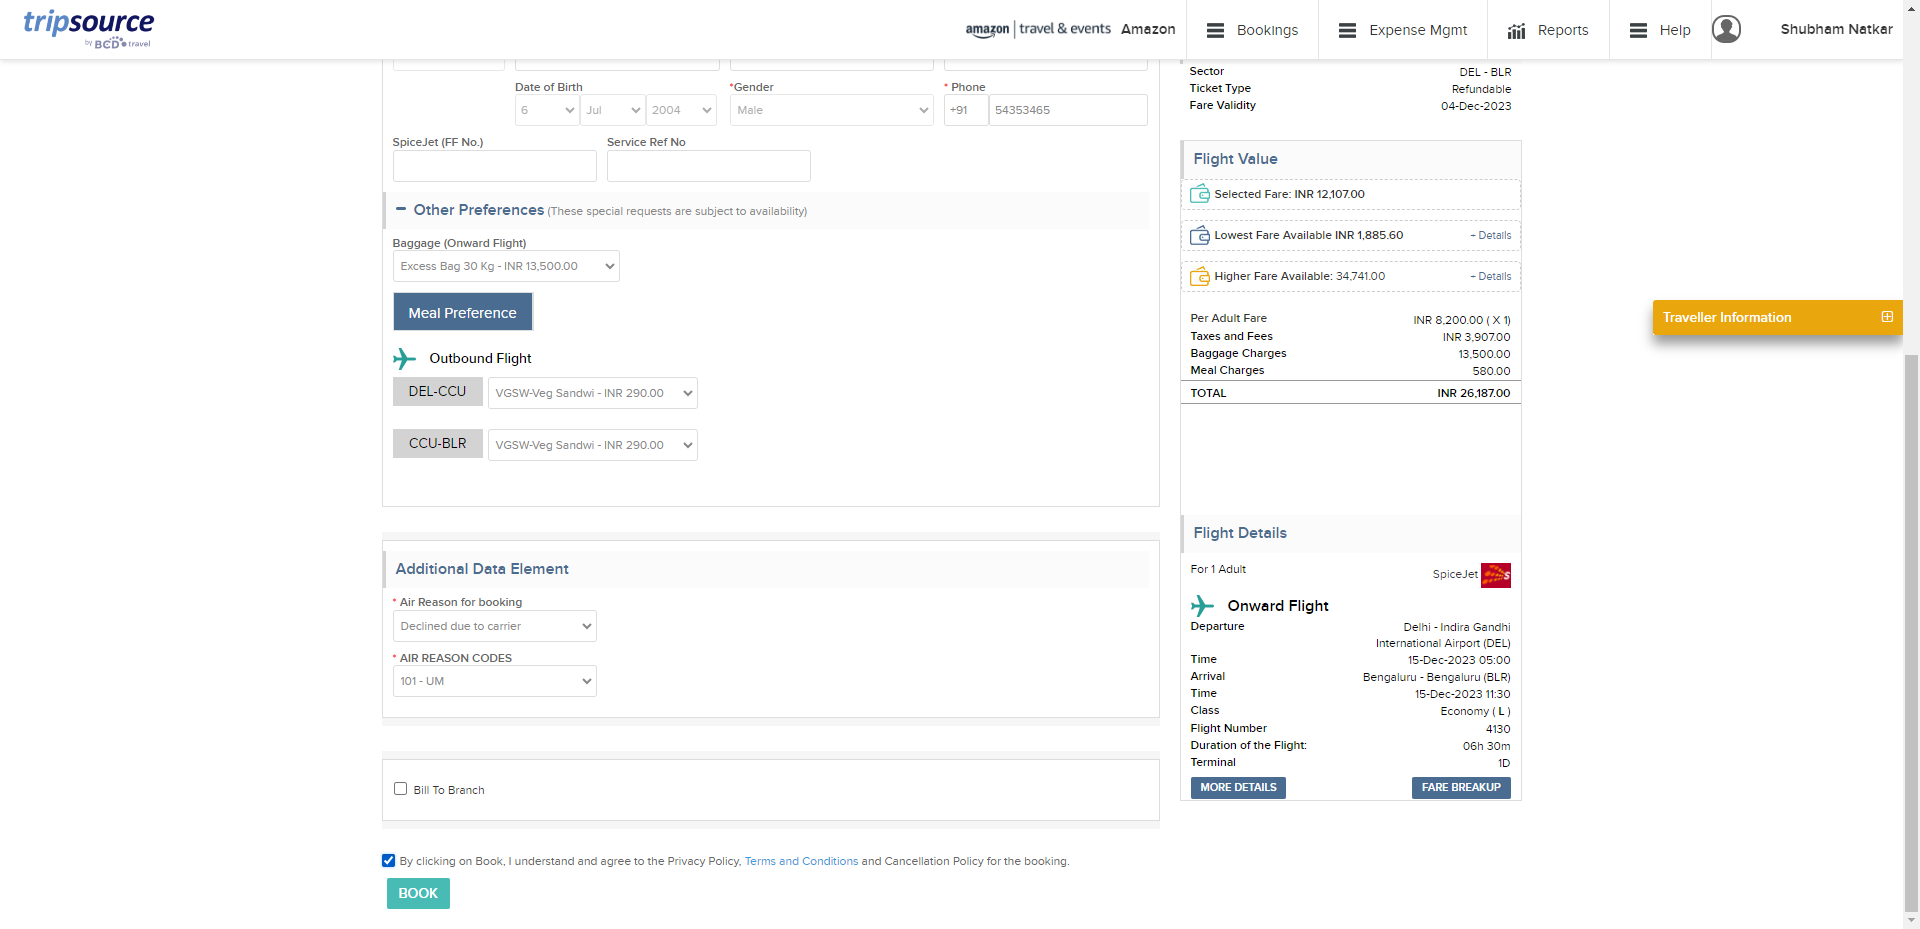 tripsource
by BCD travel
amazon | travel & events Amazon
Bookings
Expense Mgmt
Reports
Help
Shubham Natkar
Date of Birth
*Gender
* Phone
6
Jul
2004
Male
+91
54353465
SpiceJet (FF No.)
Service Ref No
Other Preferences (These special requests are subject to availability)
Baggage (Onward Flight)
Excess Bag 30 Kg - INR 13,500.00
Meal Preference
Outbound Flight
DEL-CCU
VGSW-Veg Sandwi - INR 290.00
CCU-BLR
VGSW-Veg Sandwi - INR 290.00
Additional Data Element
* Air Reason for booking
Declined due to carrier
* AIR REASON CODES
101 - UM
Bill To Branch
By clicking on Book, I understand and agree to the Privacy Policy, Terms and Conditions and Cancellation Policy for the booking.
BOOK
Sector DEL - BLR
Ticket Type Refundable
Fare Validity 04-Dec-2023
Flight Value
Selected Fare: INR 12,107.00
Lowest Fare Available INR 1,885.60 + Details
Higher Fare Available: 34,741.00 + Details
Per Adult Fare INR 8,200.00 ( X 1)
Taxes and Fees INR 3,907.00
Baggage Charges 13,500.00
Meal Charges 580.00
TOTAL INR 26,187.00
Flight Details
For 1 Adult SpiceJet
Onward Flight
Departure Delhi - Indira Gandhi
International Airport (DEL)
Time 15-Dec-2023 05:00
Arrival Bengaluru - Bengaluru (BLR)
Time 15-Dec-2023 11:30
Class Economy ( L )
Flight Number 4130
Duration of the Flight: 06h 30m
Terminal 1D
MORE DETAILS FARE BREAKUP
Traveller Information